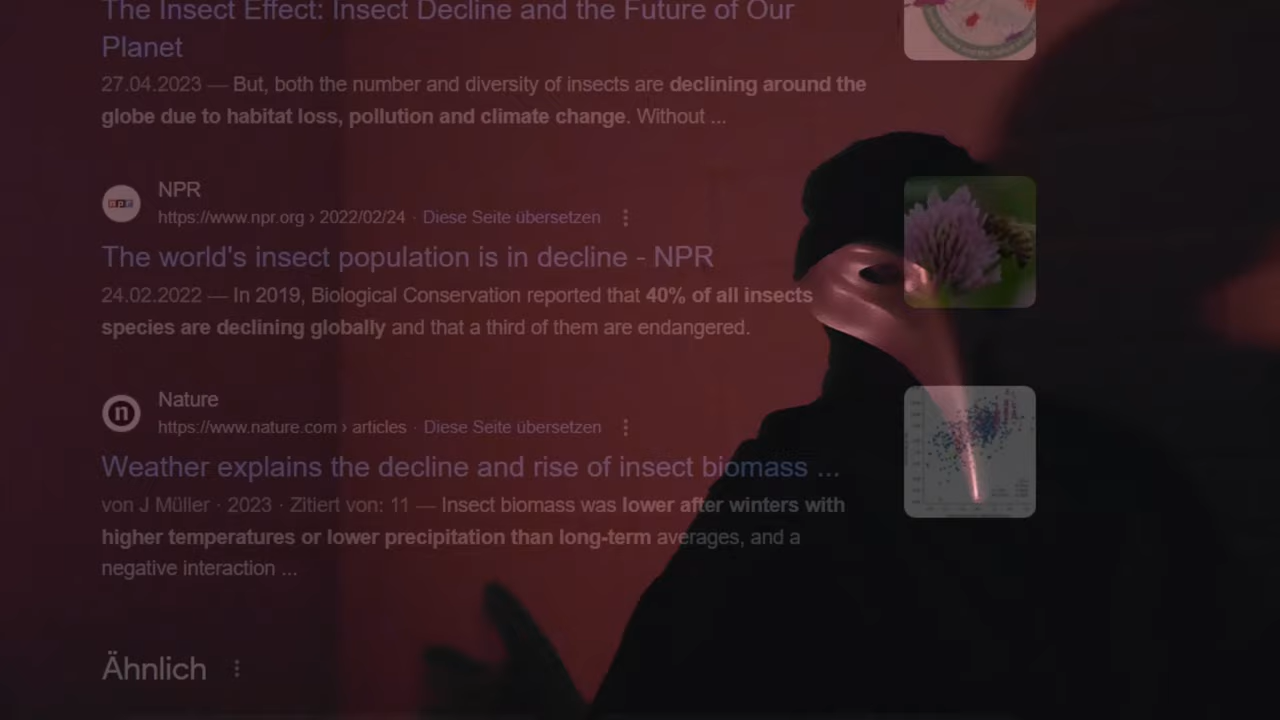 The Insect Effect: Insect Decline and the Future of Our
Planet
27.04.2023 — But, both the number and diversity of insects are declining around the
globe due to habitat loss, pollution and climate change. Without ...
NPR
npr
https://www.npr.org › 2022/02/24 · Diese Seite übersetzen
The world's insect population is in decline - NPR
24.02.2022 — In 2019, Biological Conservation reported that 40% of all insects
species are declining globally and that a third of them are endangered.
Nature
n
https://www.nature.com › articles · Diese Seite übersetzen
Weather explains the decline and rise of insect biomass ...
von J Müller · 2023 · Zitiert von: 11 — Insect biomass was lower after winters with
higher temperatures or lower precipitation than long-term averages, and a
negative interaction ...
Ähnlich